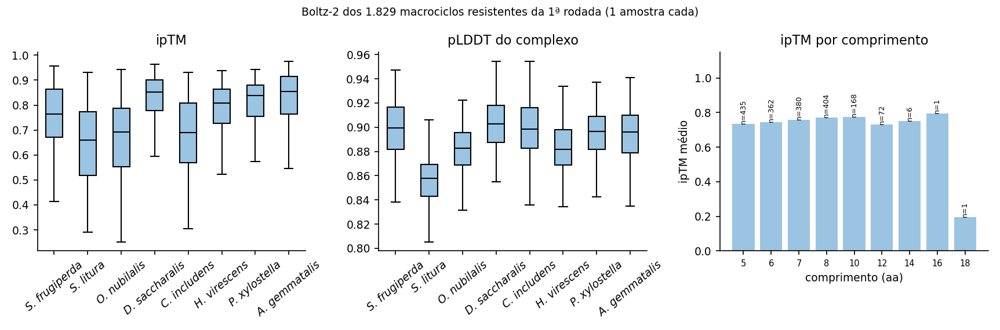 Boltz-2 dos 1.829 macrociclos resistentes da 1ª rodada (1 amostra cada)
ipTM
1.0
0.9
0.8
0.7
0.6
0.5
0.4
0.3
S. frugiperda
S. litura
O. nubilalis
D. saccharalis
C. includens
H. virescens
P. xylostella
A. gemmatalis
pLDDT do complexo
0.96
0.94
0.92
0.90
0.88
0.86
0.84
0.82
0.80
S. frugiperda
S. litura
O. nubilalis
D. saccharalis
C. includens
H. virescens
P. xylostella
A. gemmatalis
ipTM por comprimento
ipTM médio
1.0
0.8
0.6
0.4
0.2
0.0
n=435
n=362
n=380
n=404
n=168
n=72
n=6
n=1
n=1
5 6 7 8 10 12 14 16 18
comprimento (aa)